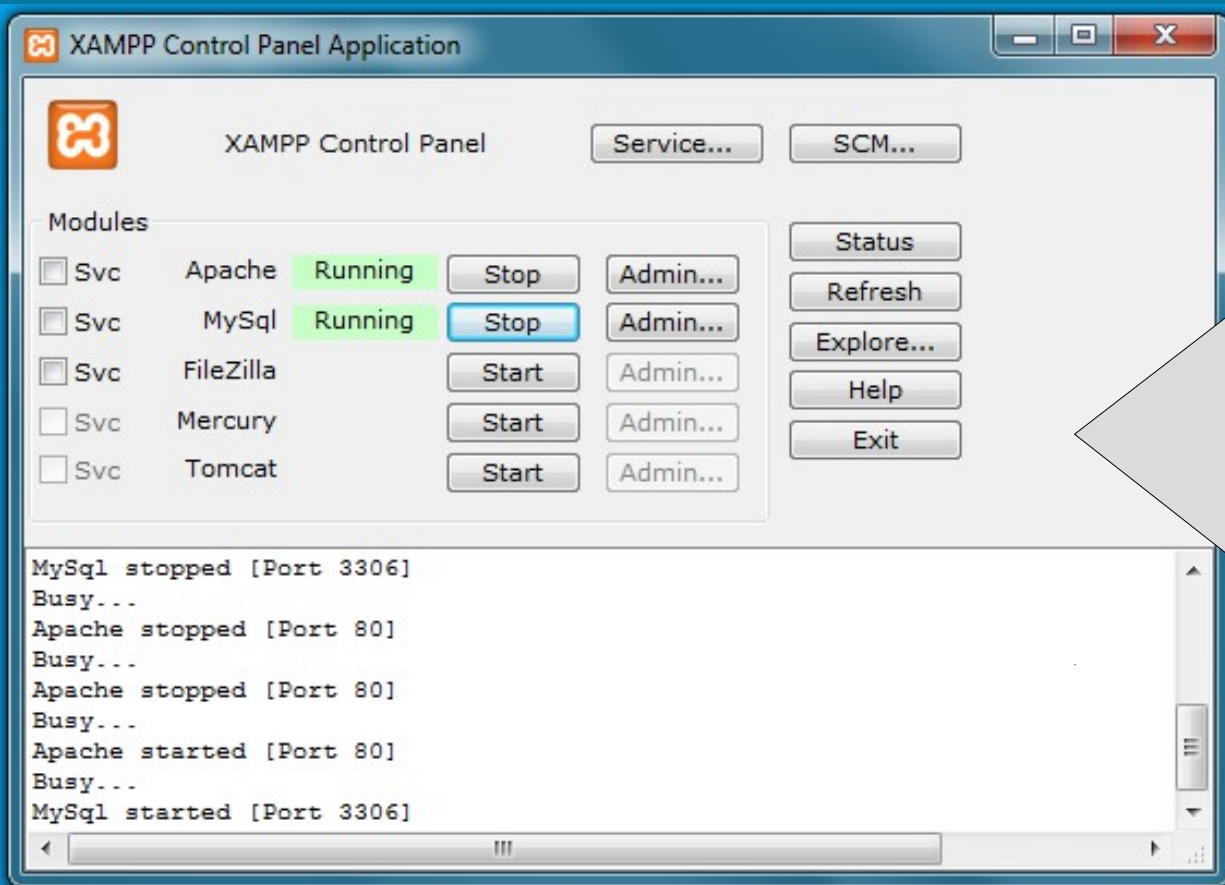 XAMPP Control Panel Application
XAMPP Control Panel Service... SCM...
Modules
Svc Apache Running Stop Admin...
Svc MySql Running Stop Admin...
Svc FileZilla Start Admin...
Svc Mercury Start Admin...
Svc Tomcat Start Admin...
Status
Refresh
Explore...
Help
Exit
MySql stopped [Port 3306]
Busy...
Apache stopped [Port 80]
Busy...
Apache stopped [Port 80]
Busy...
Apache started [Port 80]
Busy...
MySql started [Port 3306]